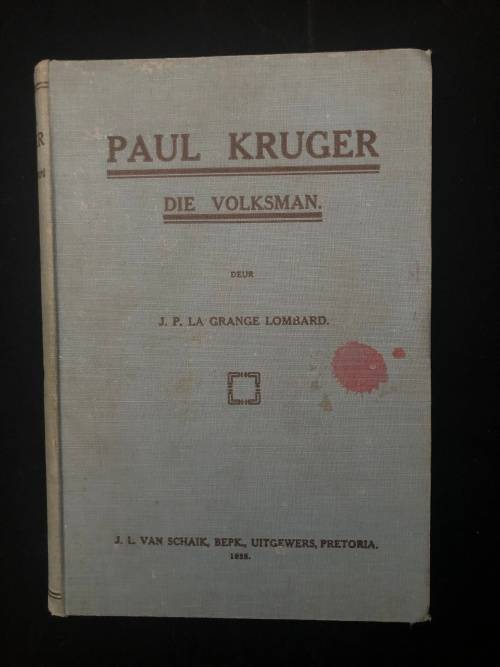 PAUL KRUGER
DIE VOLKSMAN.
DEUR
J. P. LA GRANGE LOMBARD.
J. L. VAN SCHAIK, BEPK., UITGEWERS, PRETORIA.